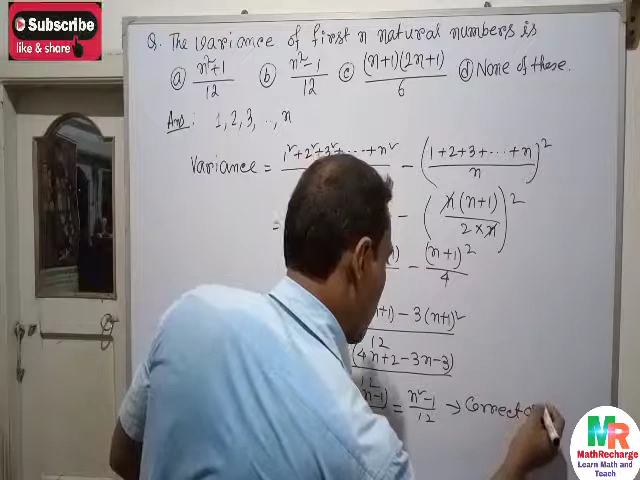 Subscribe
like & share
Q. The variance of first n natural numbers is
ⓐ n²+1/12 ⓑ n²-1/12 ⓒ (n+1)(2n+1)/6 ⓓ None of these.
Ans: 1, 2, 3, .., n
Variance = 1²+2²+3²+....+n² - (1+2+3+....+n/n)²
= - (n(n+1)/2×n)²
- (n+1)²/4
+1) - 3(n+1)²
12
(4n+2-3n-3)
12
n-1) = n²-1/12 → Correct
MR
MathRecharge
Learn Math and
Teach